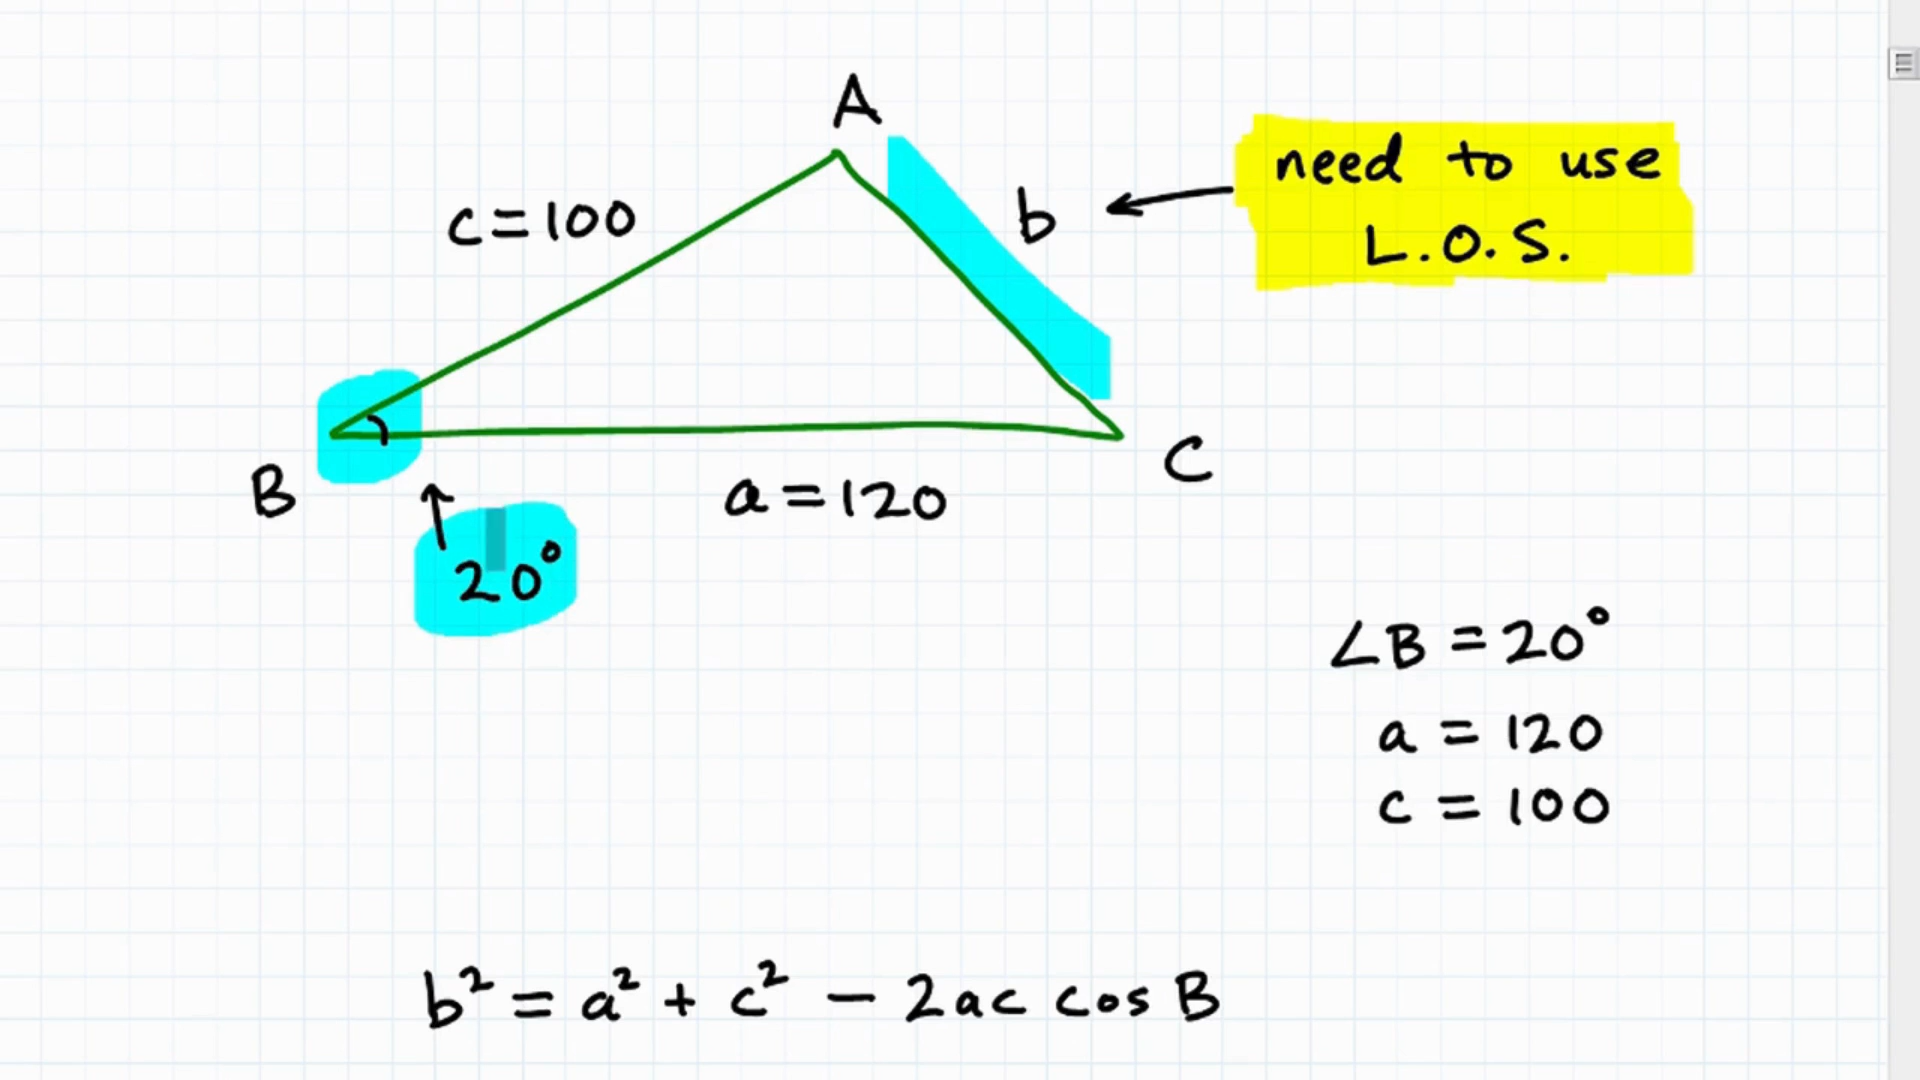 A
need to use
L.O.S.
c = 100
b
B
C
a = 120
20°
∠B = 20°
a = 120
c = 100
b² = a² + c² - 2ac cos B